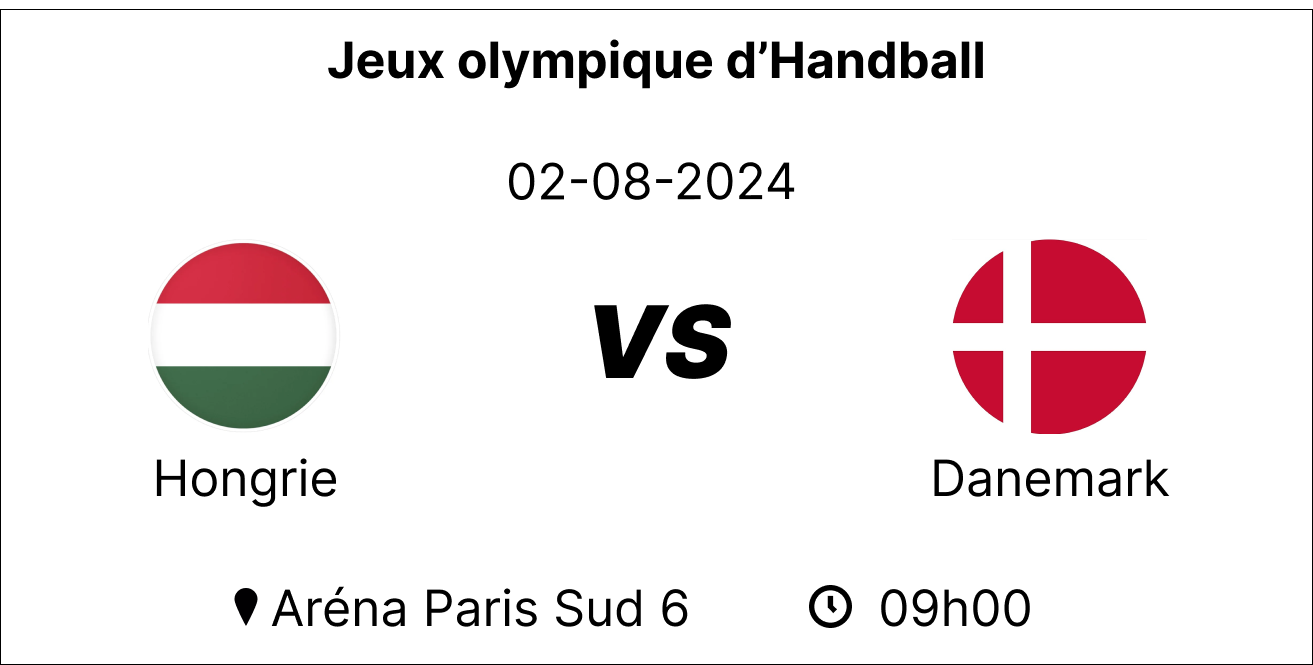 Jeux olympique d’Handball
02-08-2024
VS
Hongrie
Danemark
Aréna Paris Sud 6
09h00